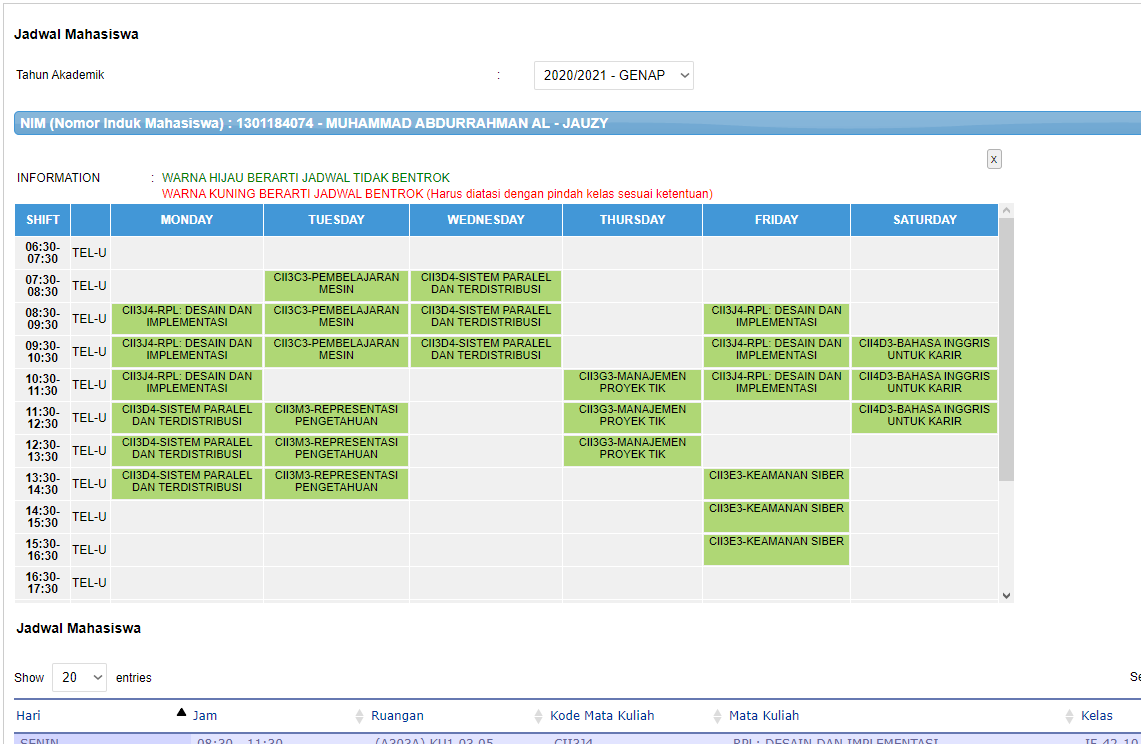 Jadwal Mahasiswa
Tahun Akademik : 2020/2021 - GENAP
NIM (Nomor Induk Mahasiswa) : 1301184074 - MUHAMMAD ABDURRAHMAN AL - JAUZY
X
INFORMATION : WARNA HIJAU BERARTI JADWAL TIDAK BENTROK
WARNA KUNING BERARTI JADWAL BENTROK (Harus diatasi dengan pindah kelas sesuai ketentuan)
SHIFT MONDAY TUESDAY WEDNESDAY THURSDAY FRIDAY SATURDAY
06:30-
07:30 TEL-U
07:30- CII3C3-PEMBELAJARAN CII3D4-SISTEM PARALEL
08:30 TEL-U MESIN DAN TERDISTRIBUSI
08:30- CII3J4-RPL: DESAIN DAN CII3C3-PEMBELAJARAN CII3D4-SISTEM PARALEL CII3J4-RPL: DESAIN DAN
09:30 TEL-U IMPLEMENTASI MESIN DAN TERDISTRIBUSI IMPLEMENTASI
09:30- CII3J4-RPL: DESAIN DAN CII3C3-PEMBELAJARAN CII3D4-SISTEM PARALEL CII3J4-RPL: DESAIN DAN CII4D3-BAHASA INGGRIS
10:30 TEL-U IMPLEMENTASI MESIN DAN TERDISTRIBUSI IMPLEMENTASI UNTUK KARIR
10:30- CII3J4-RPL: DESAIN DAN CII3G3-MANAJEMEN CII3J4-RPL: DESAIN DAN CII4D3-BAHASA INGGRIS
11:30 TEL-U IMPLEMENTASI PROYEK TIK IMPLEMENTASI UNTUK KARIR
11:30- CII3D4-SISTEM PARALEL CII3M3-REPRESENTASI CII3G3-MANAJEMEN CII4D3-BAHASA INGGRIS
12:30 TEL-U DAN TERDISTRIBUSI PENGETAHUAN PROYEK TIK UNTUK KARIR
12:30- CII3D4-SISTEM PARALEL CII3M3-REPRESENTASI CII3G3-MANAJEMEN
13:30 TEL-U DAN TERDISTRIBUSI PENGETAHUAN PROYEK TIK
13:30- CII3D4-SISTEM PARALEL CII3M3-REPRESENTASI CII3E3-KEAMANAN SIBER
14:30 TEL-U DAN TERDISTRIBUSI PENGETAHUAN
14:30- CII3E3-KEAMANAN SIBER
15:30 TEL-U
15:30- CII3E3-KEAMANAN SIBER
16:30 TEL-U
16:30-
17:30 TEL-U
Jadwal Mahasiswa
Show 20 entries Se
Hari Jam Ruangan Kode Mata Kuliah Mata Kuliah Kelas
SENIN 08:30 - 11:30 (A303A) KU1.03.05 CII3J4 RPL: DESAIN DAN IMPLEMENTASI IF-42-10